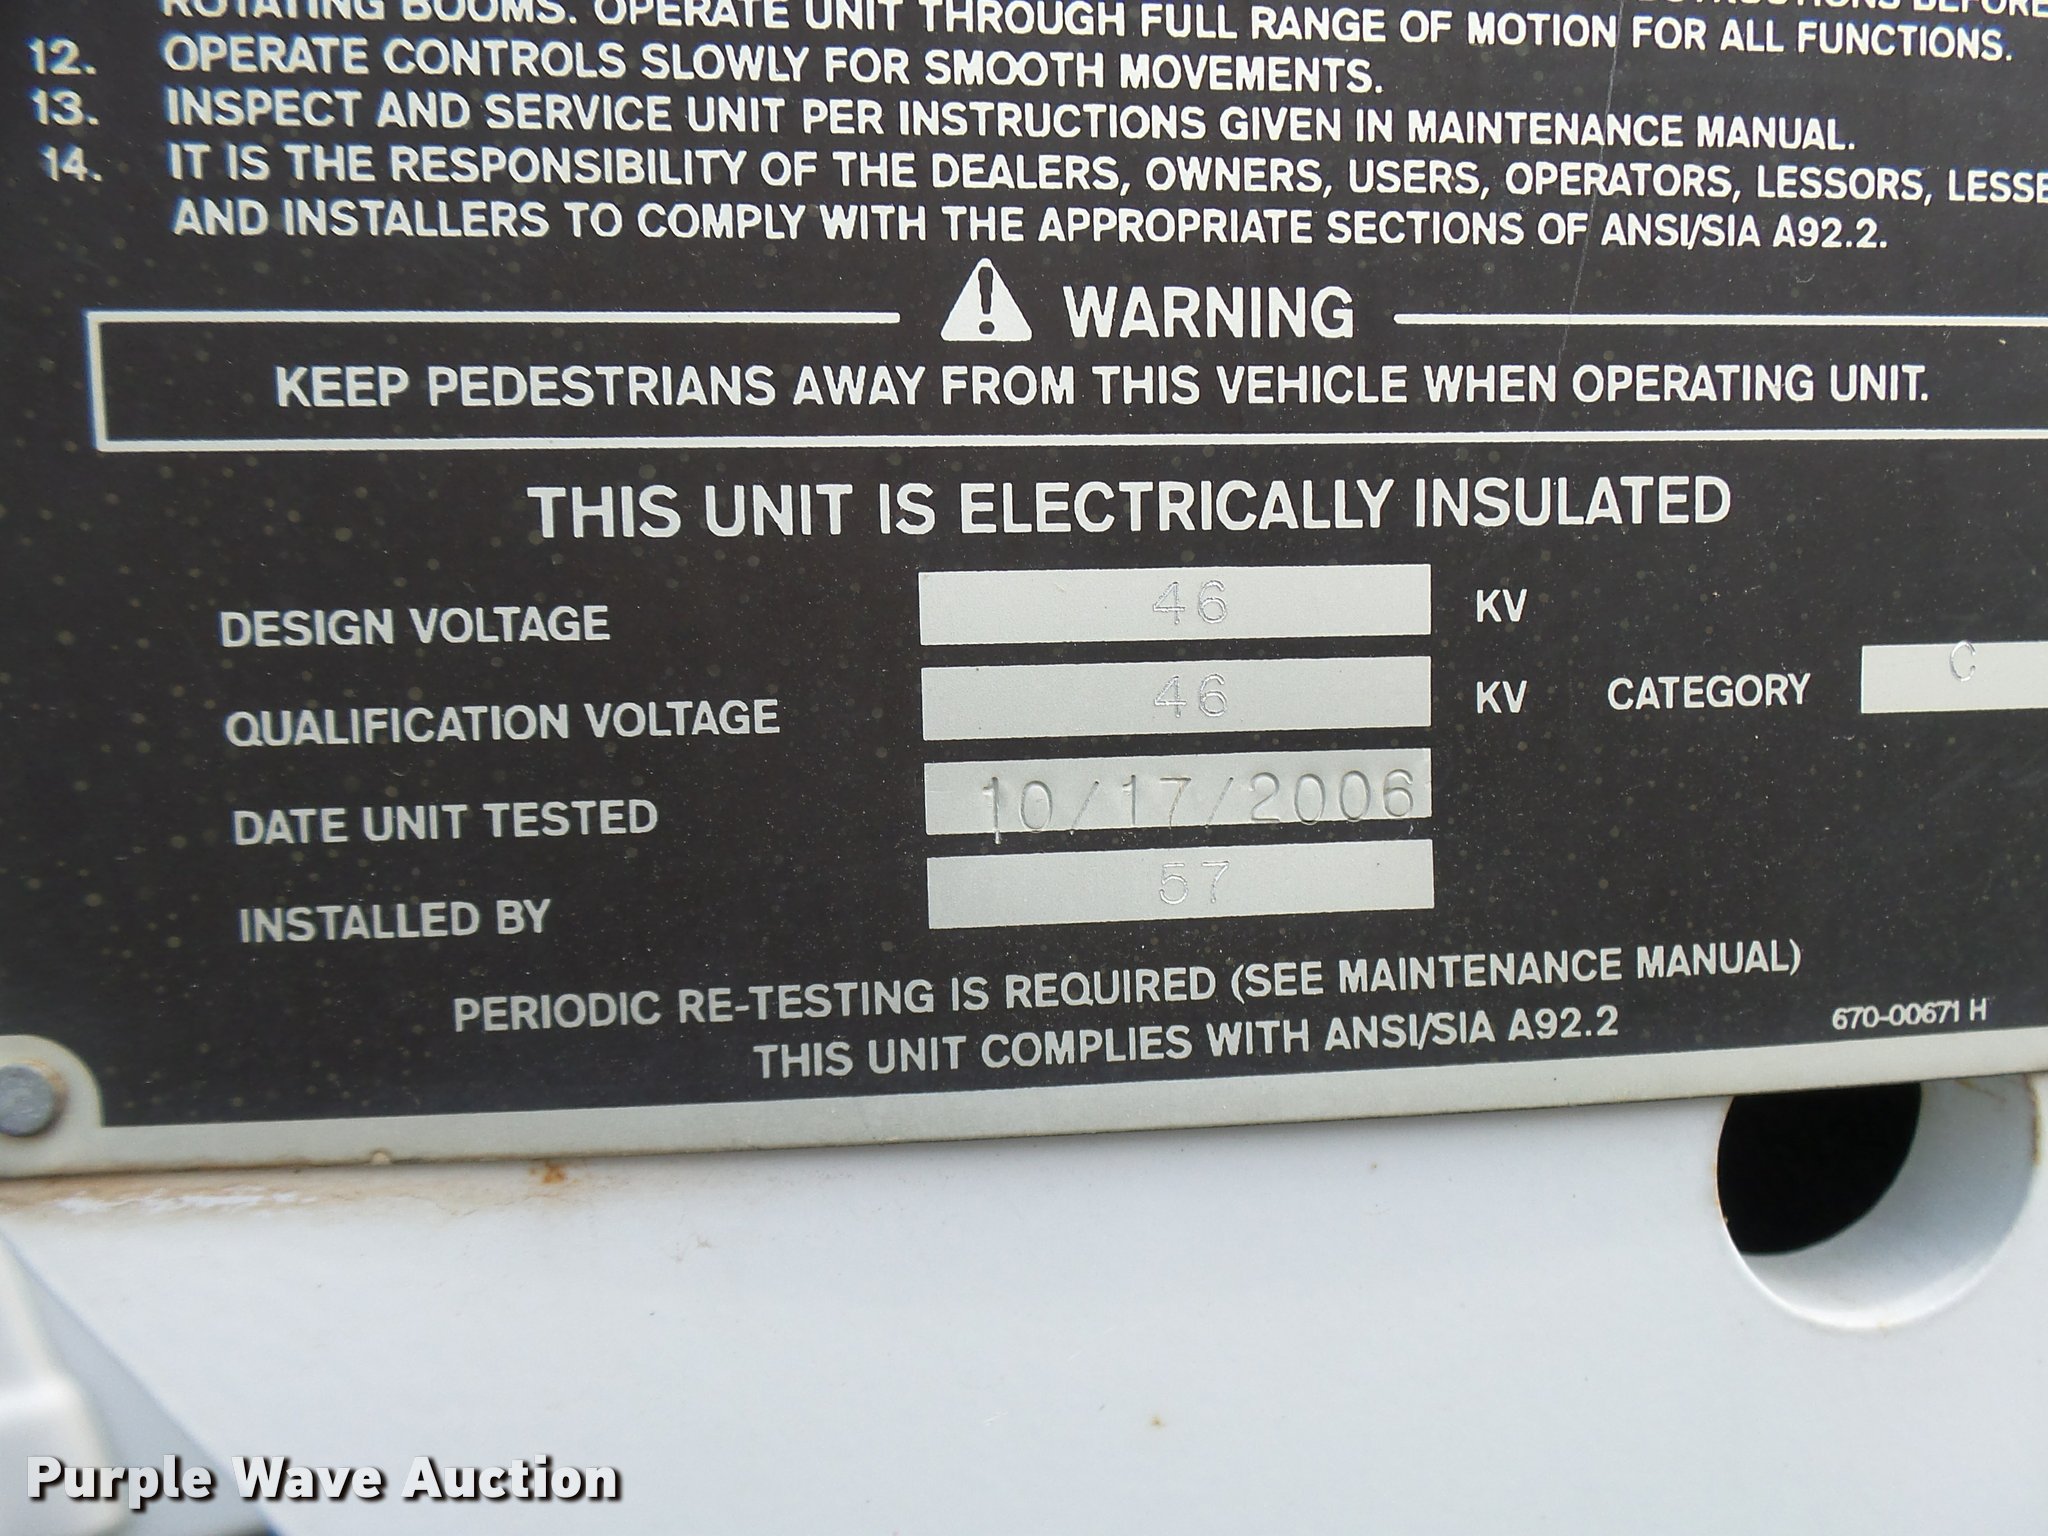 ROTATING BOOMS. OPERATE UNIT THROUGH FULL RANGE OF MOTION FOR ALL FUNCTIONS.
12. OPERATE CONTROLS SLOWLY FOR SMOOTH MOVEMENTS.
13. INSPECT AND SERVICE UNIT PER INSTRUCTIONS GIVEN IN MAINTENANCE MANUAL.
14. IT IS THE RESPONSIBILITY OF THE DEALERS, OWNERS, USERS, OPERATORS, LESSORS, LESSE
AND INSTALLERS TO COMPLY WITH THE APPROPRIATE SECTIONS OF ANSI/SIA A92.2.
WARNING
KEEP PEDESTRIANS AWAY FROM THIS VEHICLE WHEN OPERATING UNIT.
THIS UNIT IS ELECTRICALLY INSULATED
DESIGN VOLTAGE 46 KV
QUALIFICATION VOLTAGE 46 KV CATEGORY C
DATE UNIT TESTED 10/17/2006
INSTALLED BY 57
PERIODIC RE-TESTING IS REQUIRED (SEE MAINTENANCE MANUAL)
THIS UNIT COMPLIES WITH ANSI/SIA A92.2
670-00671 H
Purple Wave Auction